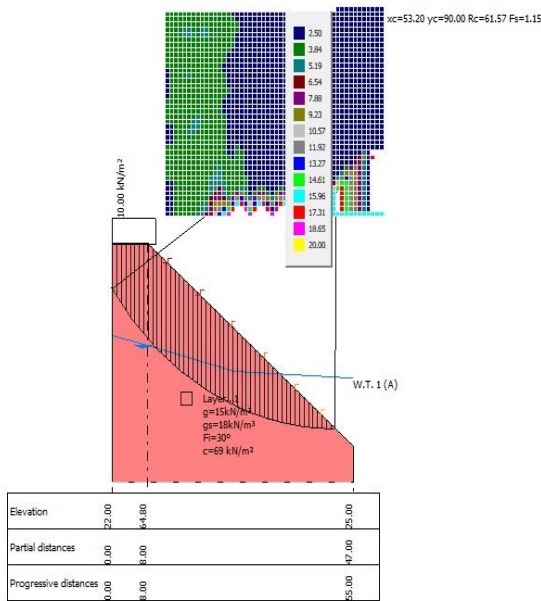 xc=53.20 yc=90.00 Rc=61.57 Fs=1.15
2.50
3.84
5.19
6.54
7.88
9.23
10.57
11.92
13.27
14.61
15.96
17.31
18.65
20.00
10.00 kN/m²
W.T. 1 (A)
Layer..1
g=15kN/m³
gs=18kN/m³
Fi=30°
c=69 kN/m²
Elevation 22.00 64.80 25.00
Partial distances 0.00 8.00 47.00
Progressive distances 0.00 8.00 55.00